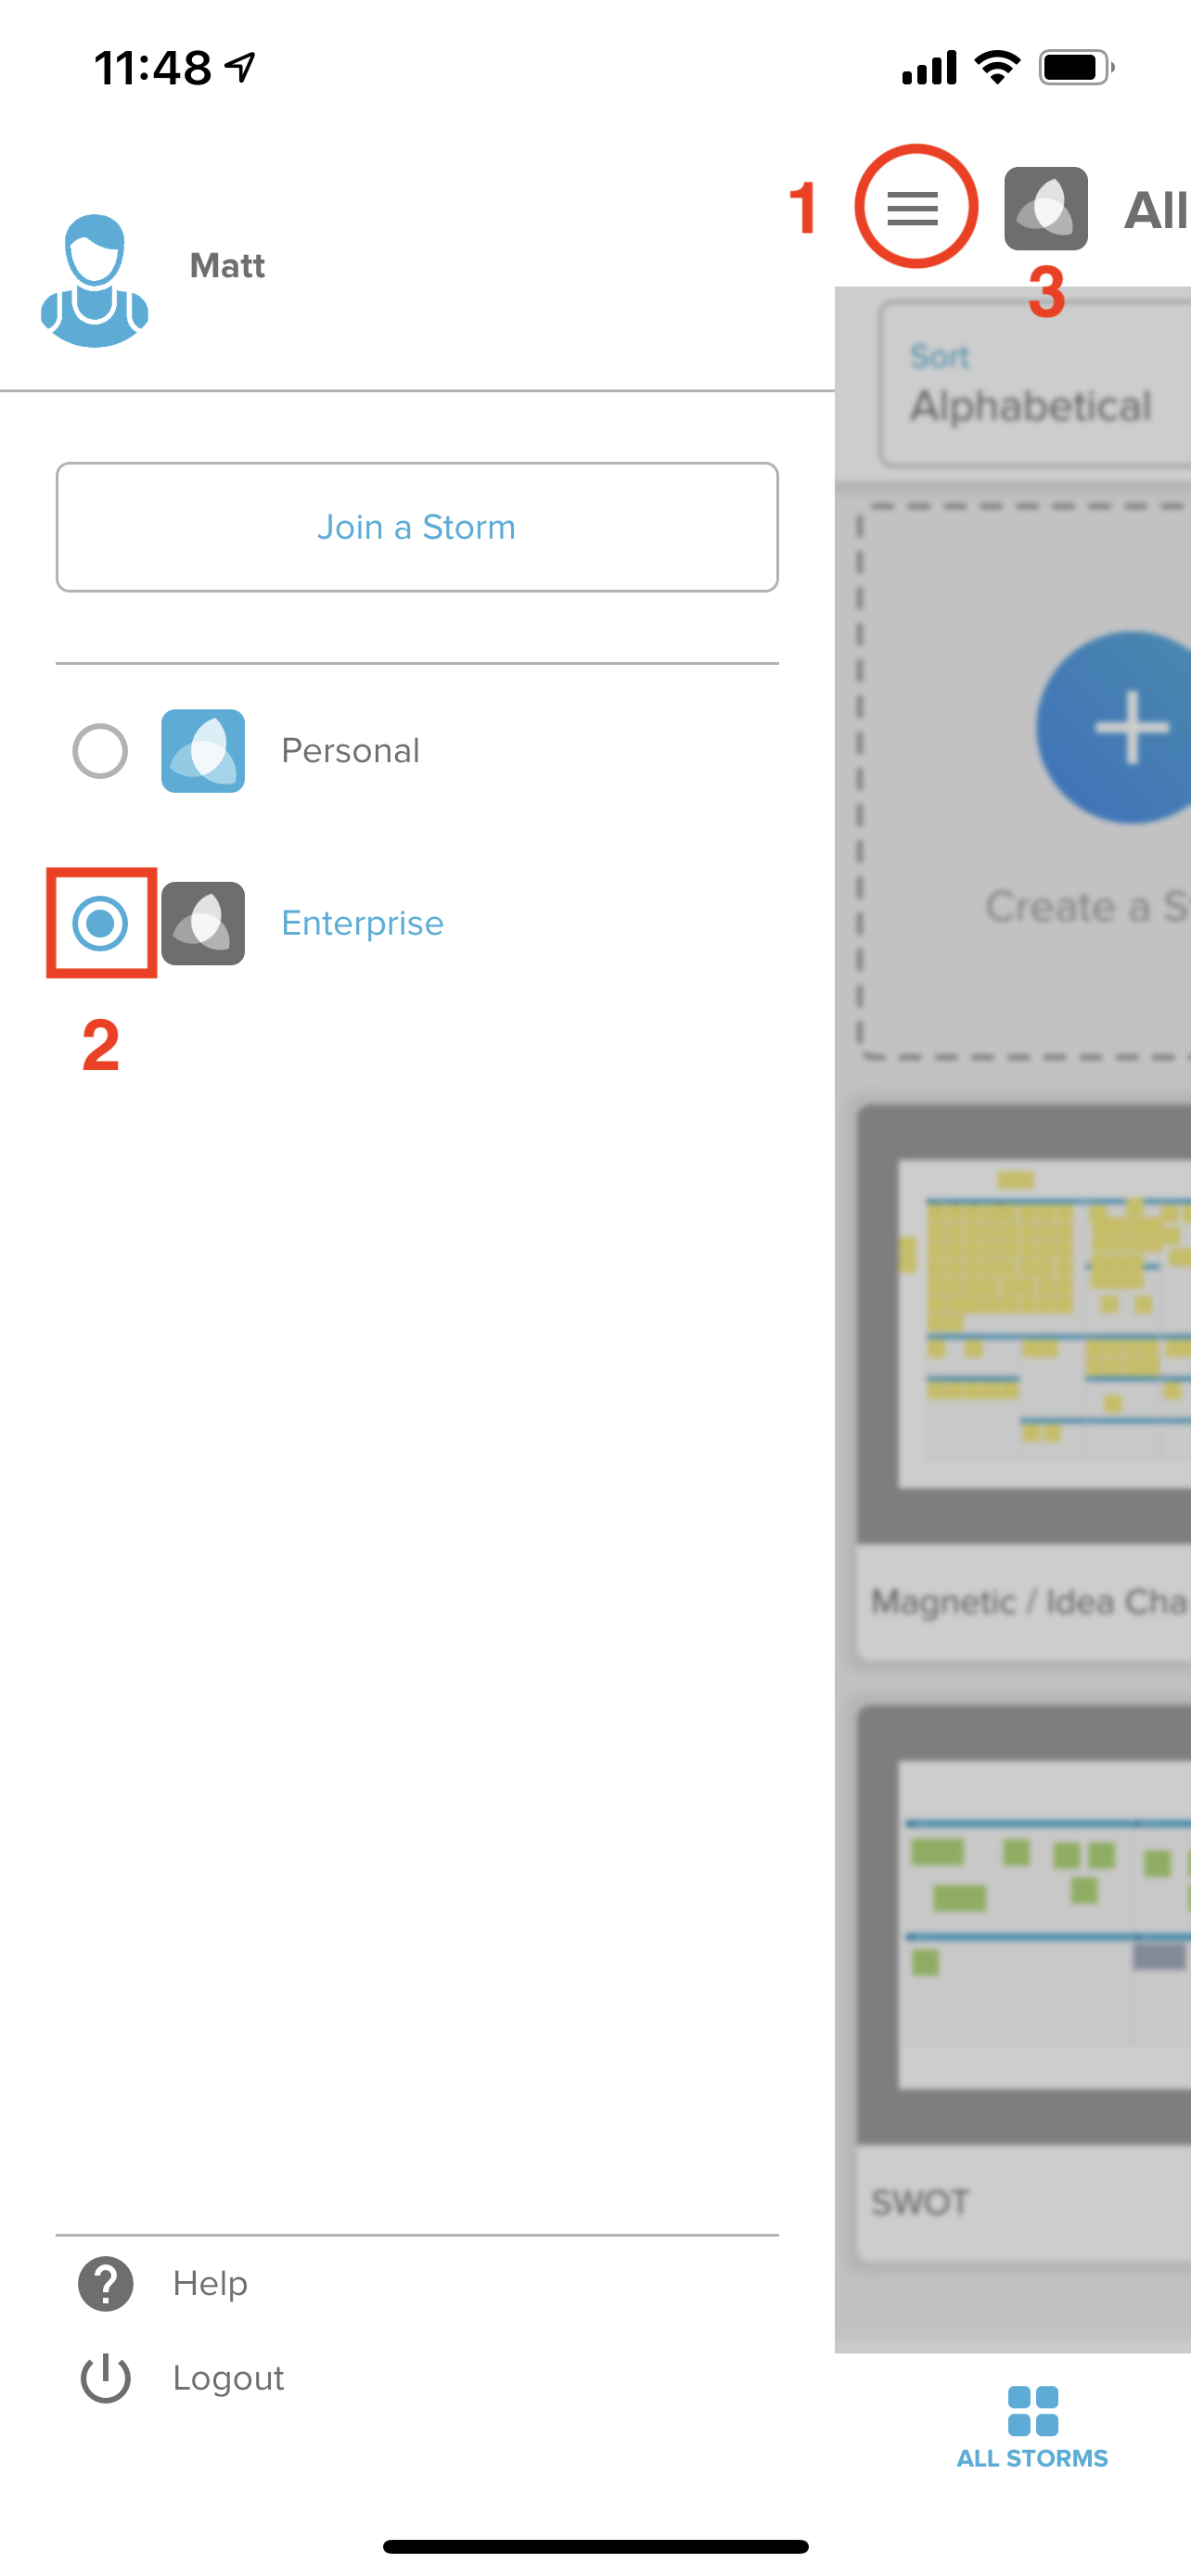 11:48
1
All
Matt
3
Sort
Alphabetical
Join a Storm
Personal
Enterprise
Create a S
2
Magnetic / Idea Cha
SWOT
Help
Logout
ALL STORMS